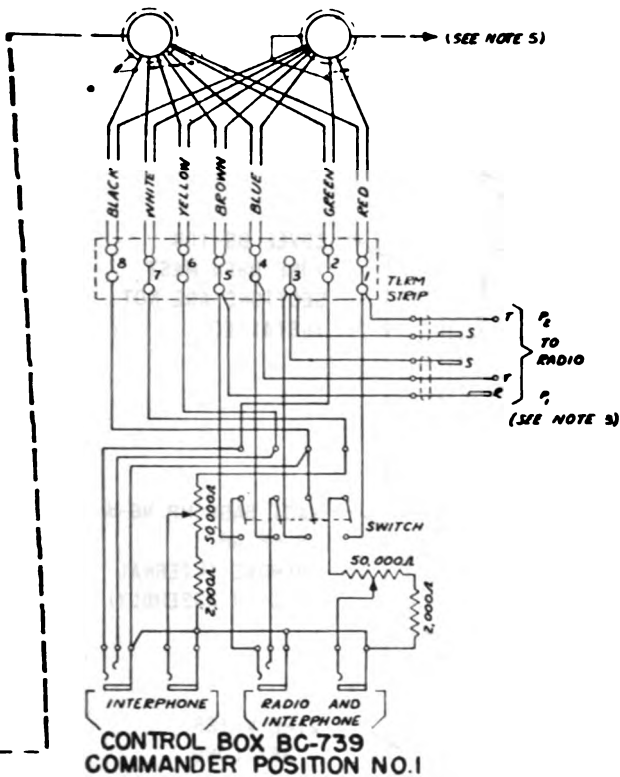 (SEE NOTE 5)
BLACK
WHITE
YELLOW
BROWN
BLUE
GREEN
RED
8 7 6 5 4 3 2 1
TERM
STRIP
T P2
S
TO
RADIO
S
T
R P1
(SEE NOTE 3)
50,000Ω
2,000Ω
SWITCH
50,000Ω
2,000Ω
INTERPHONE
RADIO AND
INTERPHONE
CONTROL BOX BC-739
COMMANDER POSITION NO.1